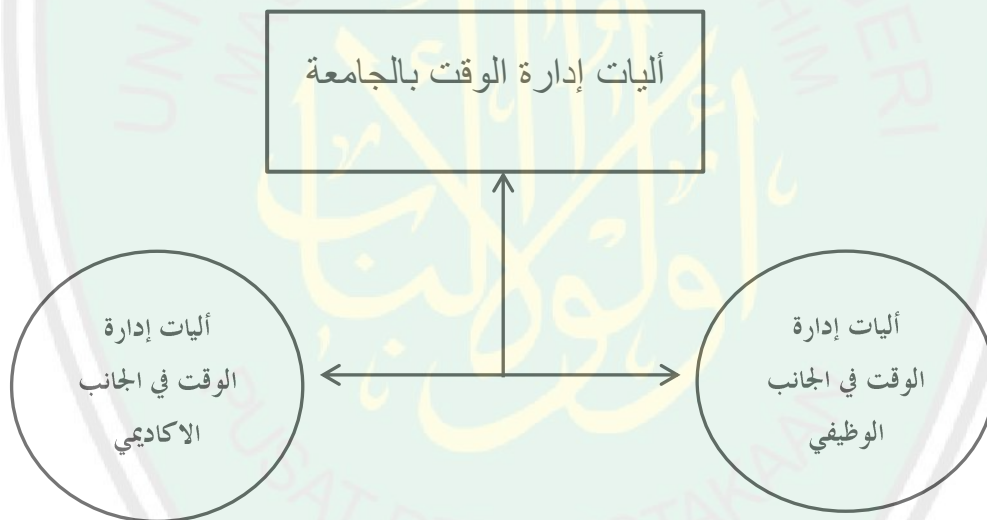 أليات إدارة الوقت بالجامعة
أليات إدارة
الوقت في الجانب
الوظيفي
أليات إدارة
الوقت في الجانب
الاكاديمي